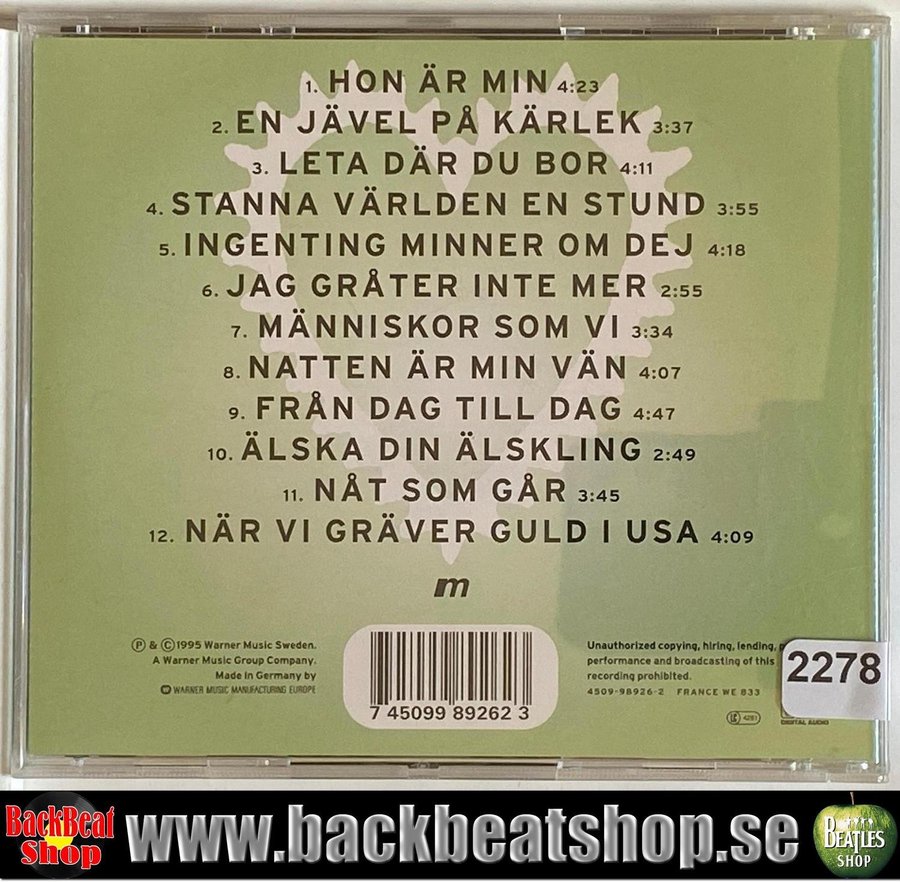 1. HON ÄR MIN 4:23
2. EN JÄVEL PÅ KÄRLEK 3:37
3. LETA DÄR DU BOR 4:11
4. STANNA VÄRLDEN EN STUND 3:55
5. INGENTING MINNER OM DEJ 4:18
6. JAG GRÅTER INTE MER 2:55
7. MÄNNISKOR SOM VI 3:34
8. NATTEN ÄR MIN VÄN 4:07
9. FRÅN DAG TILL DAG 4:47
10. ÄLSKA DIN ÄLSKLING 2:49
11. NÅT SOM GÅR 3:45
12. NÄR VI GRÄVER GULD I USA 4:09
m
Ⓟ & © 1995 Warner Music Sweden.
A Warner Music Group Company.
Made in Germany by
WARNER MUSIC MANUFACTURING EUROPE
7 45099 89262 3
Unauthorized copying, hiring, lending,
performance and broadcasting of this
recording prohibited.
4509-98926-2 FRANCE WE 833
LC 4281
DIGITAL AUDIO
2278
BackBeat
Shop
www.backbeatshop.se
BEATLES
SHOP